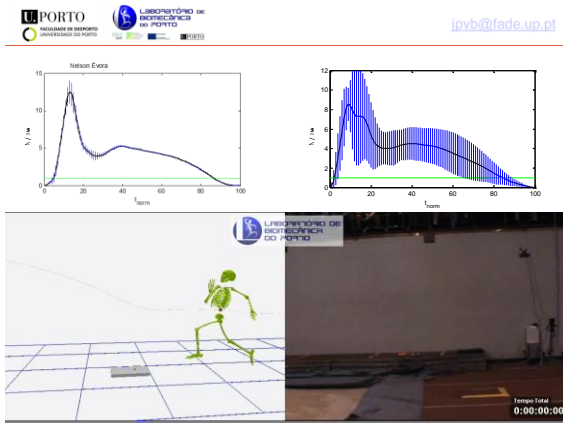 U.PORTO
FACULDADE DE DESPORTO
UNIVERSIDADE DO PORTO
LABORATÓRIO DE
BIOMECÂNICA
DO PORTO
U.PORTO
jpvb@fade.up.pt
Nelson Évora
15
10
5
0
0 20 40 60 80 100
t norm
12
10
8
6
4
2
0
0 20 40 60 80 100
t norm
LABORATÓRIO DE
BIOMECÂNICA
DO PORTO
Tempo Total
0:00:00:00